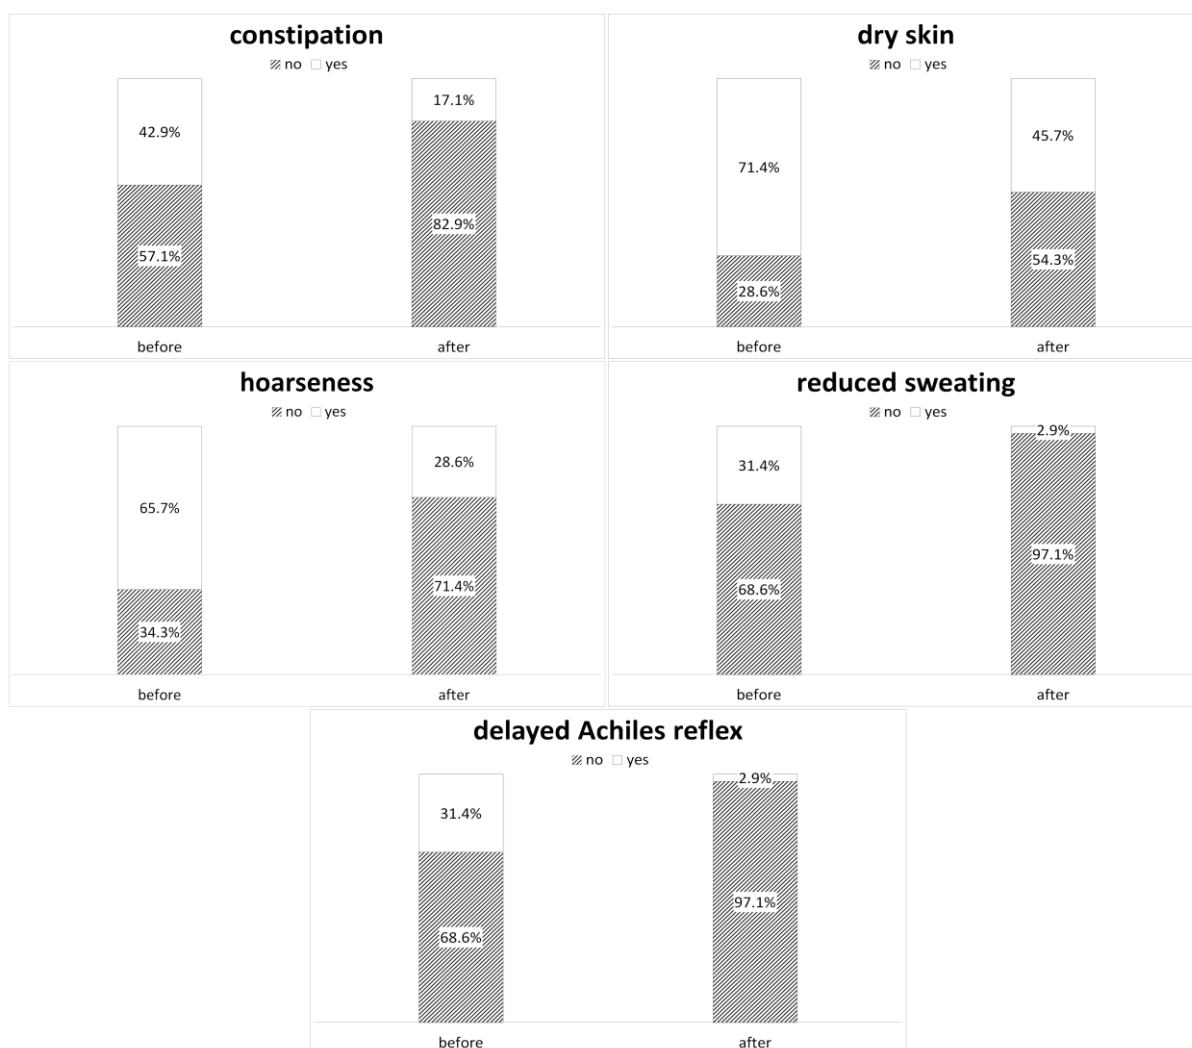 constipation
no yes
42.9%
17.1%
57.1%
82.9%
before after
dry skin
no yes
71.4%
45.7%
28.6%
54.3%
before after
hoarseness
no yes
65.7%
28.6%
34.3%
71.4%
before after
reduced sweating
no yes
31.4%
2.9%
68.6%
97.1%
before after
delayed Achiles reflex
no yes
31.4%
2.9%
68.6%
97.1%
before after